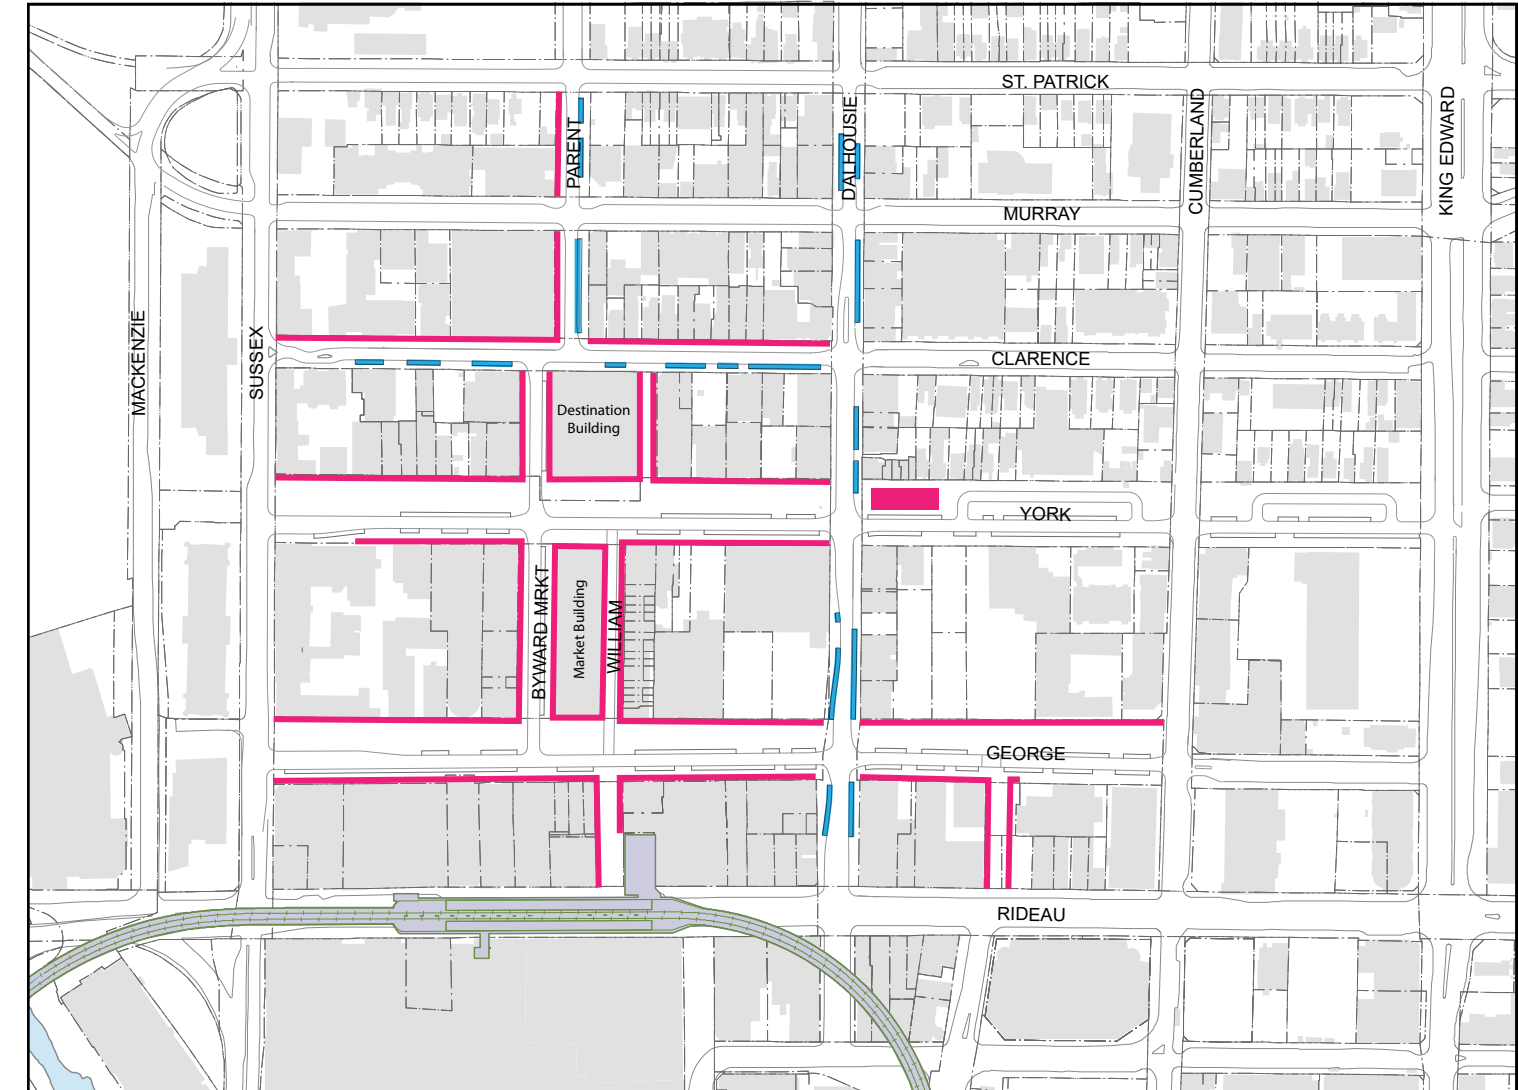 ST. PATRICK
PARENT
DALHOUSIE
CUMBERLAND
KING EDWARD
MURRAY
MACKENZIE
SUSSEX
CLARENCE
Destination
Building
YORK
BYWARD MRKT
Market Building
WILLIAM
GEORGE
RIDEAU